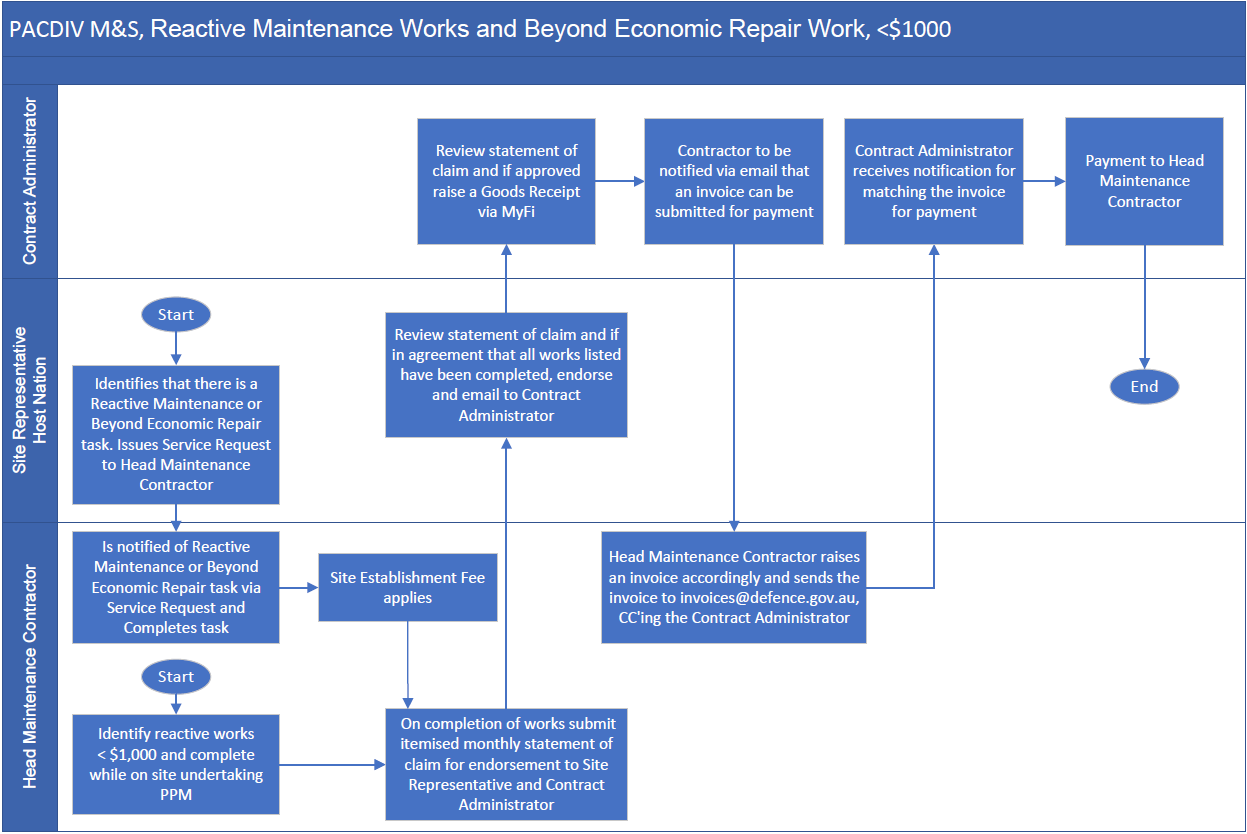 PACDIV M&S, Reactive Maintenance Works and Beyond Economic Repair Work, <$1000
Contract Administrator
Review statement of
claim and if approved
raise a Goods Receipt
via MyFi
Contractor to be
notified via email that
an invoice can be
submitted for payment
Contract Administrator
receives notification for
matching the invoice
for payment
Payment to Head
Maintenance
Contractor
Site Representative
Host Nation
Start
Identifies that there is a
Reactive Maintenance or
Beyond Economic Repair
task. Issues Service Request
to Head Maintenance
Contractor
Review statement of claim and if
in agreement that all works listed
have been completed, endorse
and email to Contract
Administrator
End
Head Maintenance Contractor
Is notified of Reactive
Maintenance or Beyond
Economic Repair task via
Service Request and
Completes task
Site Establishment Fee
applies
Head Maintenance Contractor raises
an invoice accordingly and sends the
invoice to invoices@defence.gov.au,
CC'ing the Contract Administrator
Start
Identify reactive works
< $1,000 and complete
while on site undertaking
PPM
On completion of works submit
itemised monthly statement of
claim for endorsement to Site
Representative and Contract
Administrator